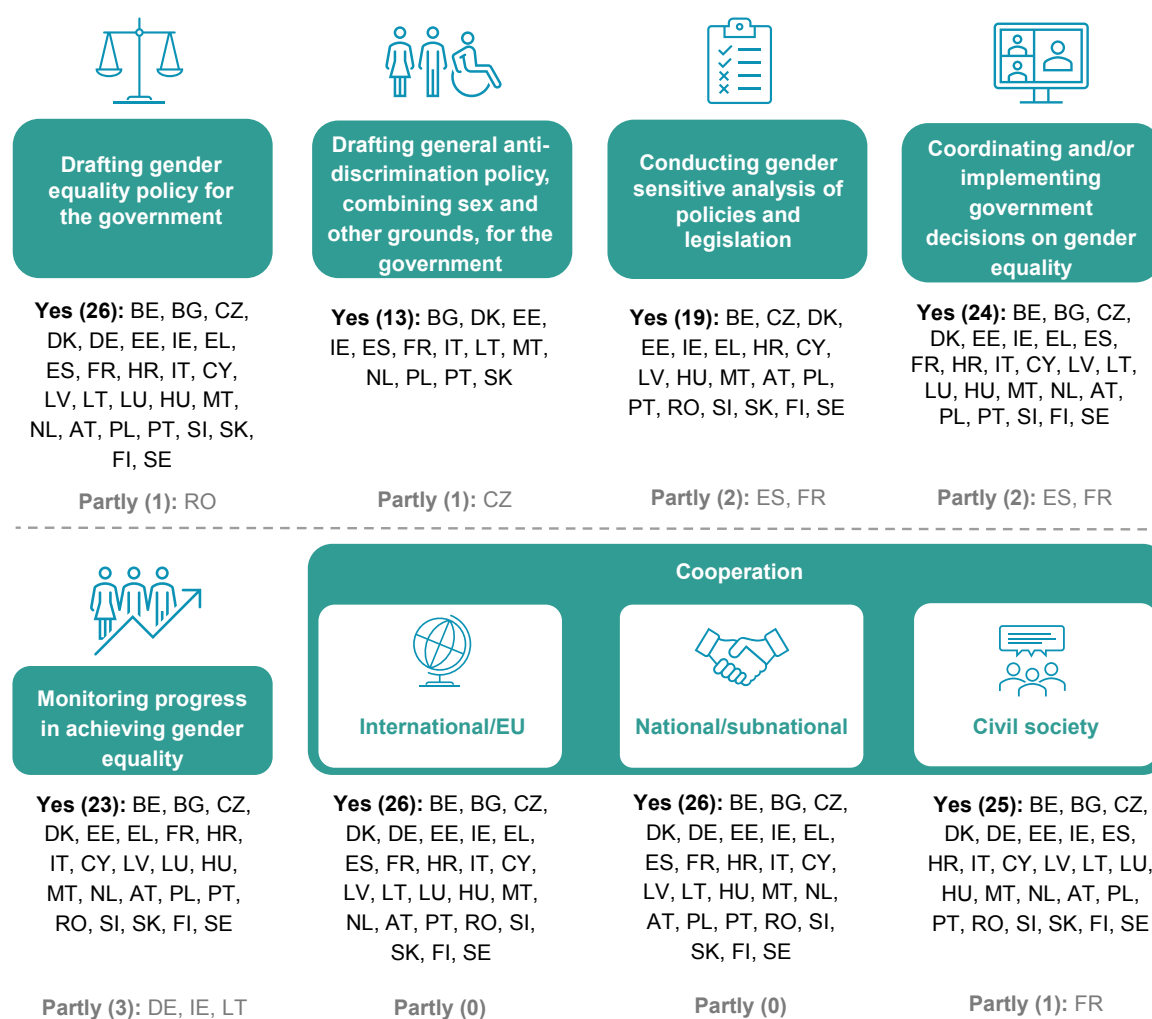 Drafting gender
equality policy for
the government
Yes (26): BE, BG, CZ,
DK, DE, EE, IE, EL,
ES, FR, HR, IT, CY,
LV, LT, LU, HU, MT,
NL, AT, PL, PT, SI, SK,
FI, SE
Partly (1): RO
Drafting general anti-
discrimination policy,
combining sex and
other grounds, for the
government
Yes (13): BG, DK, EE,
IE, ES, FR, IT, LT, MT,
NL, PL, PT, SK
Partly (1): CZ
Conducting gender
sensitive analysis of
policies and
legislation
Yes (19): BE, CZ, DK,
EE, IE, EL, HR, CY,
LV, HU, MT, AT, PL,
PT, RO, SI, SK, FI, SE
Partly (2): ES, FR
Coordinating and/or
implementing
government
decisions on gender
equality
Yes (24): BE, BG, CZ,
DK, EE, IE, EL, ES,
FR, HR, IT, CY, LV, LT,
LU, HU, MT, NL, AT,
PL, PT, SI, FI, SE
Partly (2): ES, FR
Monitoring progress
in achieving gender
equality
Yes (23): BE, BG, CZ,
DK, EE, EL, FR, HR,
IT, CY, LV, LU, HU,
MT, NL, AT, PL, PT,
RO, SI, SK, FI, SE
Partly (3): DE, IE, LT
Cooperation
International/EU
Yes (26): BE, BG, CZ,
DK, DE, EE, IE, EL,
ES, FR, HR, IT, CY,
LV, LT, LU, HU, MT,
NL, AT, PT, RO, SI,
SK, FI, SE
Partly (0)
National/subnational
Yes (26): BE, BG, CZ,
DK, DE, EE, IE, EL,
ES, FR, HR, IT, CY,
LV, LT, HU, MT, NL,
AT, PL, PT, RO, SI,
SK, FI, SE
Partly (0)
Civil society
Yes (25): BE, BG, CZ,
DK, DE, EE, IE, ES,
HR, IT, CY, LV, LT, LU,
HU, MT, NL, AT, PL,
PT, RO, SI, SK, FI, SE
Partly (1): FR